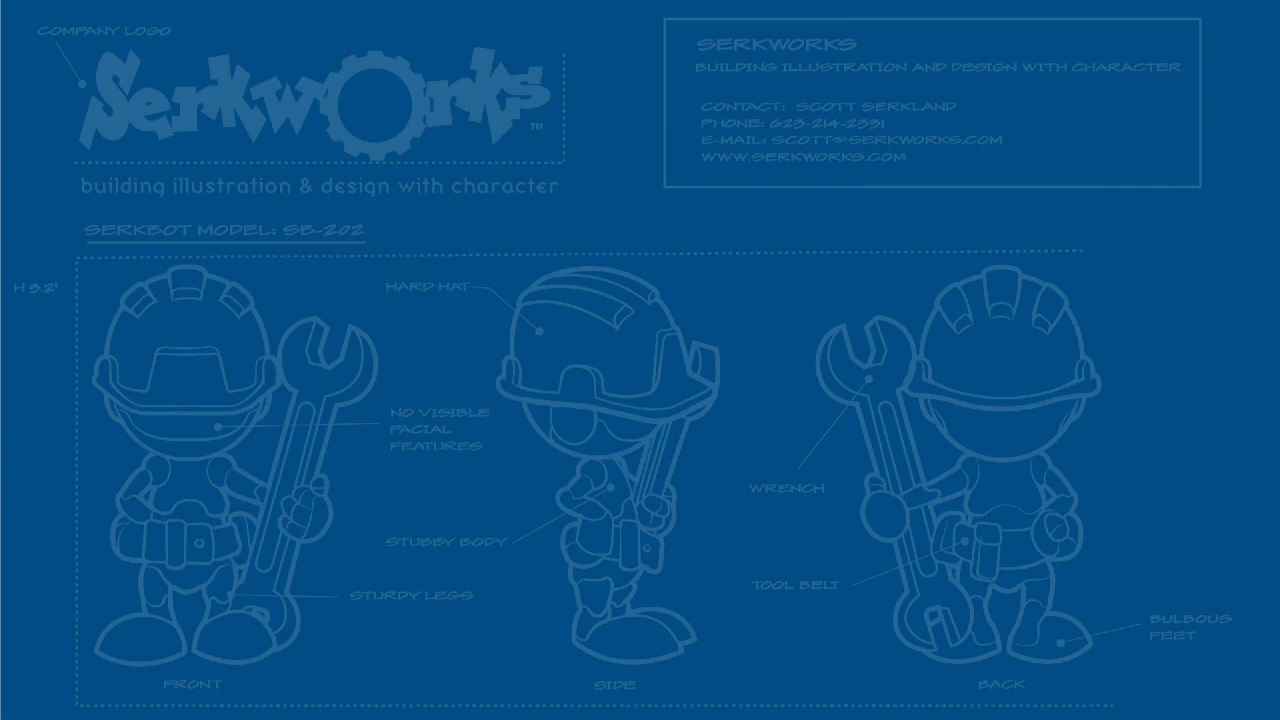 COMPANY LOGO
Serkworks
TM
building illustration & design with character
SERKWORKS
BUILDING ILLUSTRATION AND DESIGN WITH CHARACTER
CONTACT: SCOTT SERKLAND
PHONE: 623-214-2331
E-MAIL: SCOTT@SERKWORKS.COM
WWW.SERKWORKS.COM
SERKBOT MODEL: SB-202
H 3.2'
HARD HAT
NO VISIBLE
FACIAL
FEATURES
WRENCH
STUBBY BODY
TOOL BELT
STURDY LEGS
BULBOUS
FEET
FRONT
SIDE
BACK